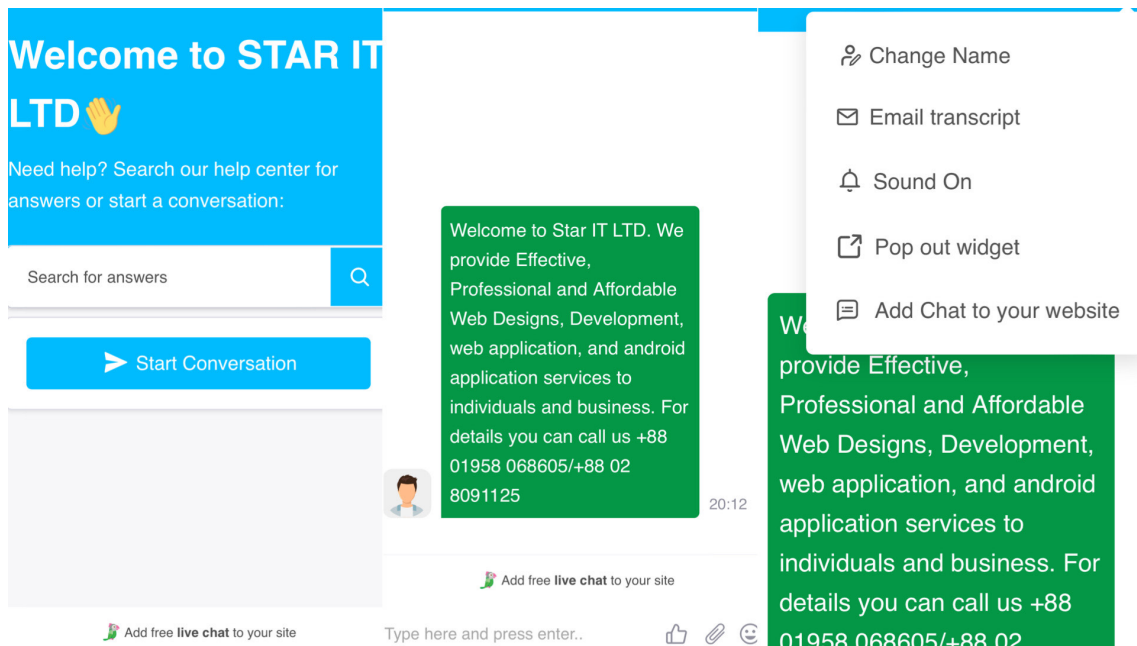 Welcome to STAR IT
LTD👋
Need help? Search our help center for
answers or start a conversation:
Search for answers
Start Conversation
Add free live chat to your site
Welcome to Star IT LTD. We
provide Effective,
Professional and Affordable
Web Designs, Development,
web application, and android
application services to
individuals and business. For
details you can call us +88
01958 068605/+88 02
8091125
20:12
Add free live chat to your site
Type here and press enter..
Change Name
Email transcript
Sound On
Pop out widget
Add Chat to your website
We
provide Effective,
Professional and Affordable
Web Designs, Development,
web application, and android
application services to
individuals and business. For
details you can call us +88
01958 068605/+88 02